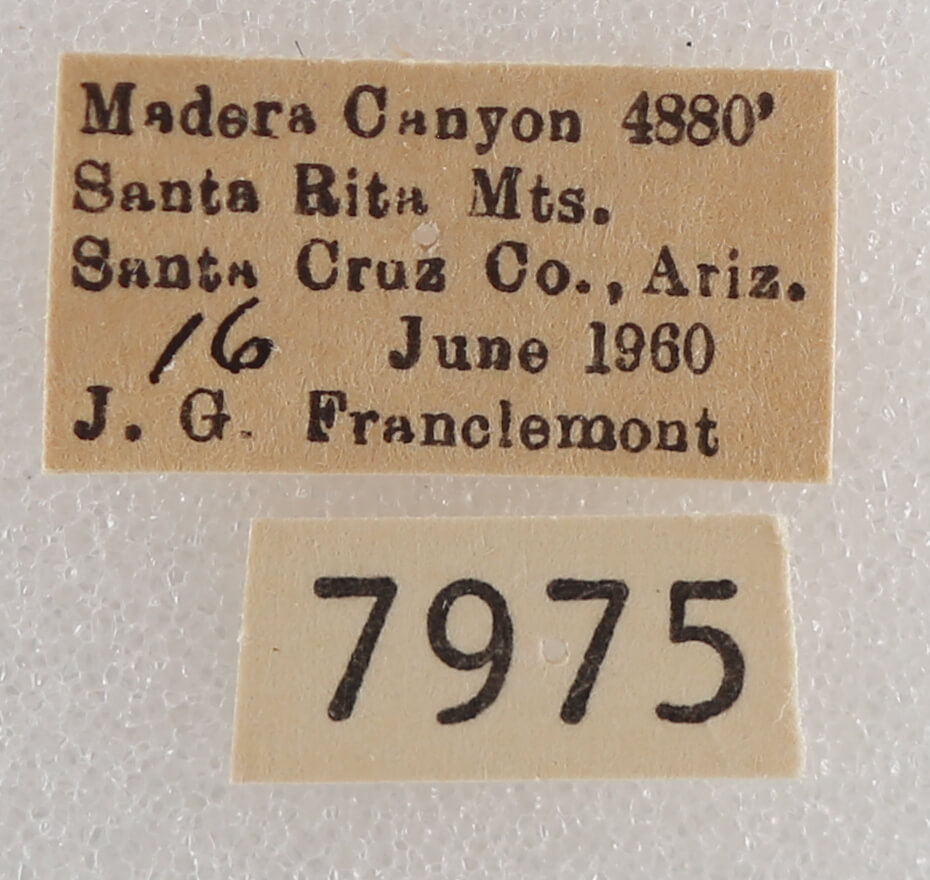 Madera Canyon 4880'
Santa Rita Mts.
Santa Cruz Co., Ariz.
16 June 1960
J. G. Franclemont
7975